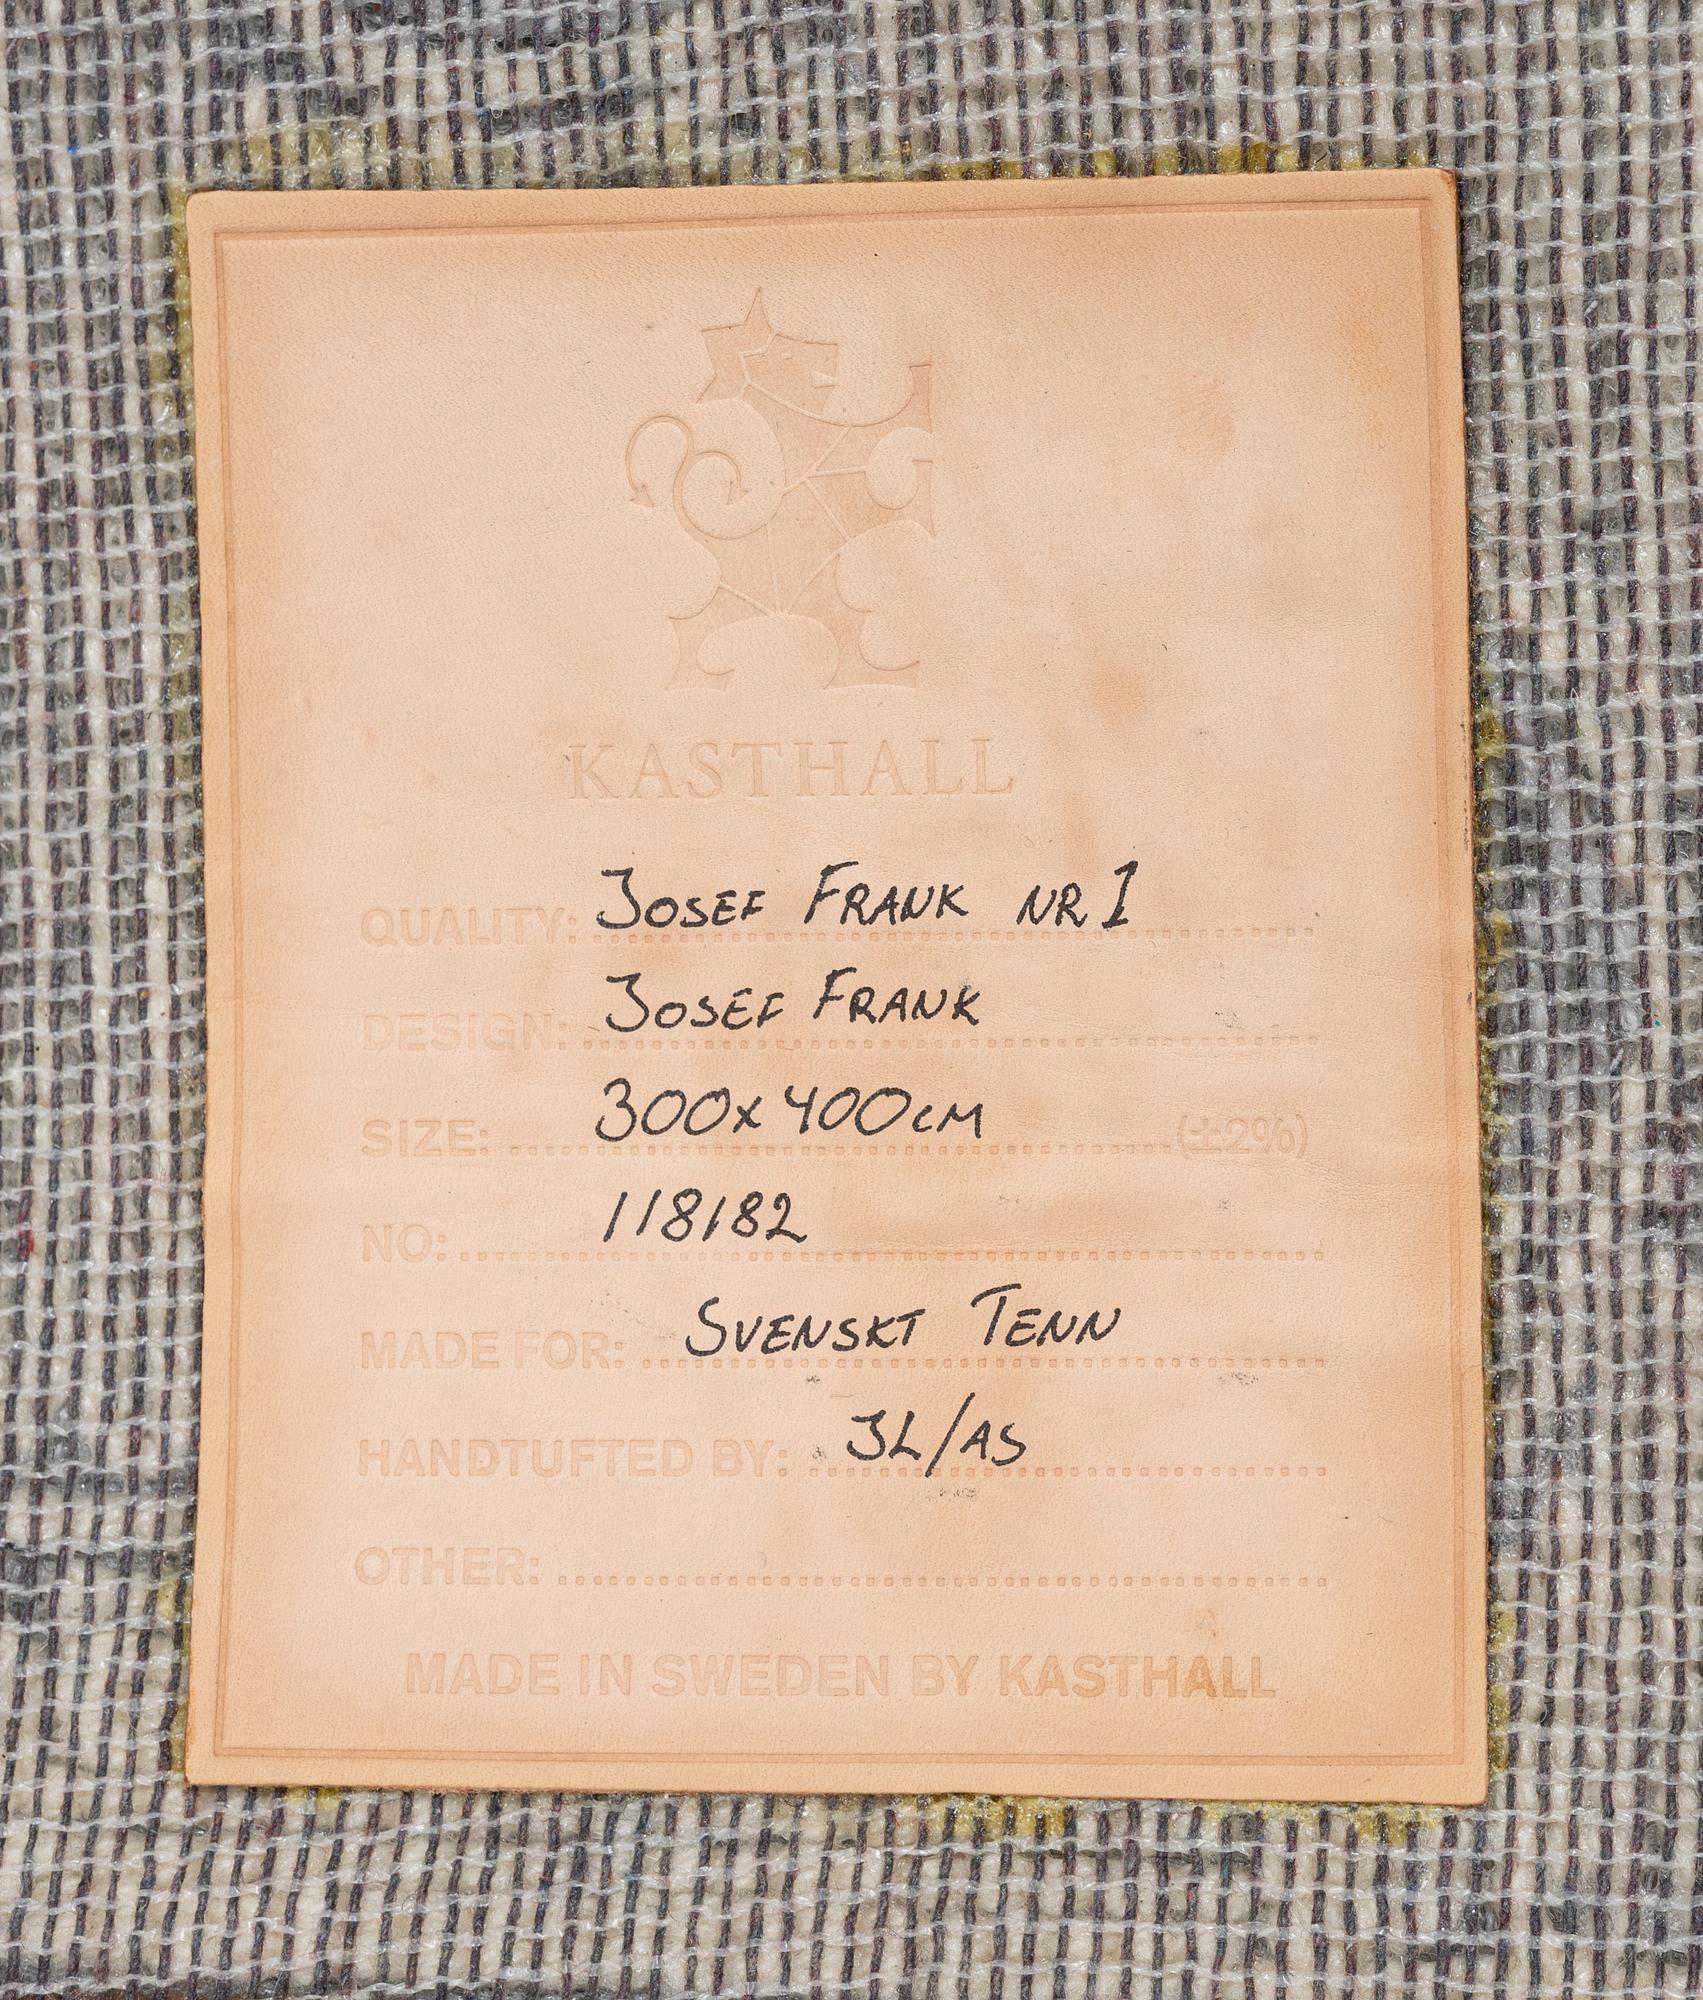 KASTHALL
QUALITY: JOSEF FRANK NR 1
DESIGN: JOSEF FRANK
SIZE: 300x400cm (±2%)
NO: 118182
MADE FOR: SVENSKT TENN
HANDTUFTED BY: JL/AS
OTHER:
MADE IN SWEDEN BY KASTHALL